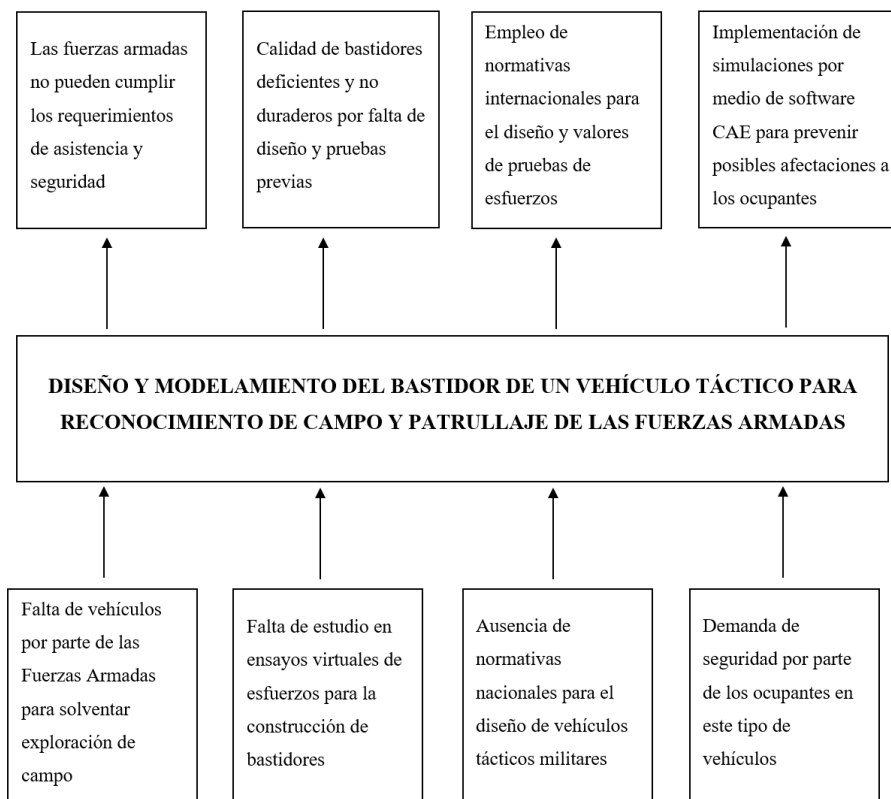 Las fuerzas armadas
no pueden cumplir
los requerimientos
de asistencia y
seguridad
Calidad de bastidores
deficientes y no
duraderos por falta de
diseño y pruebas
previas
Empleo de
normativas
internacionales para
el diseño y valores
de pruebas de
esfuerzos
Implementación de
simulaciones por
medio de software
CAE para prevenir
posibles afectaciones a
los ocupantes
DISEÑO Y MODELAMIENTO DEL BASTIDOR DE UN VEHÍCULO TÁCTICO PARA
RECONOCIMIENTO DE CAMPO Y PATRULLAJE DE LAS FUERZAS ARMADAS
Falta de vehículos
por parte de las
Fuerzas Armadas
para solventar
exploración de
campo
Falta de estudio en
ensayos virtuales de
esfuerzos para la
construcción de
bastidores
Ausencia de
normativas
nacionales para el
diseño de vehículos
tácticos militares
Demanda de
seguridad por parte
de los ocupantes en
este tipo de
vehículos